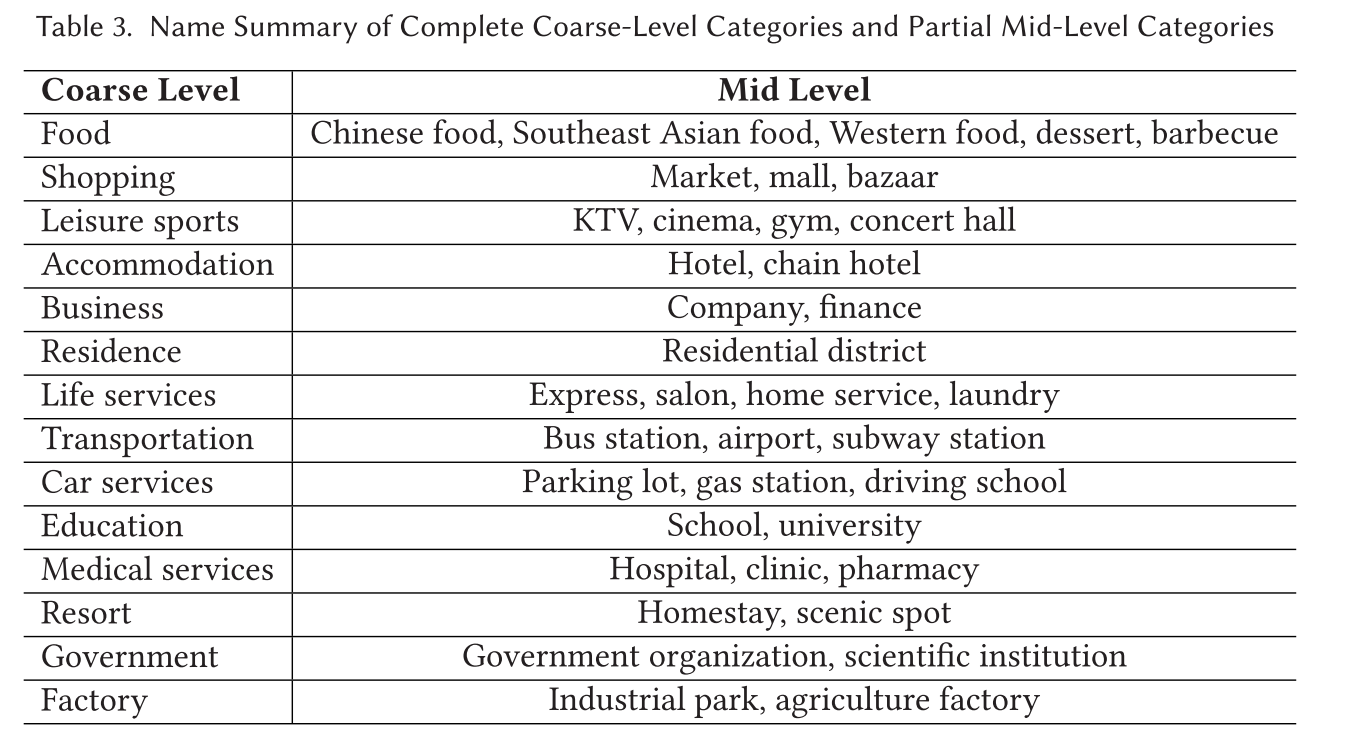 Table 3. Name Summary of Complete Coarse-Level Categories and Partial Mid-Level Categories
Coarse Level Mid Level
Food Chinese food, Southeast Asian food, Western food, dessert, barbecue
Shopping Market, mall, bazaar
Leisure sports KTV, cinema, gym, concert hall
Accommodation Hotel, chain hotel
Business Company, finance
Residence Residential district
Life services Express, salon, home service, laundry
Transportation Bus station, airport, subway station
Car services Parking lot, gas station, driving school
Education School, university
Medical services Hospital, clinic, pharmacy
Resort Homestay, scenic spot
Government Government organization, scientific institution
Factory Industrial park, agriculture factory